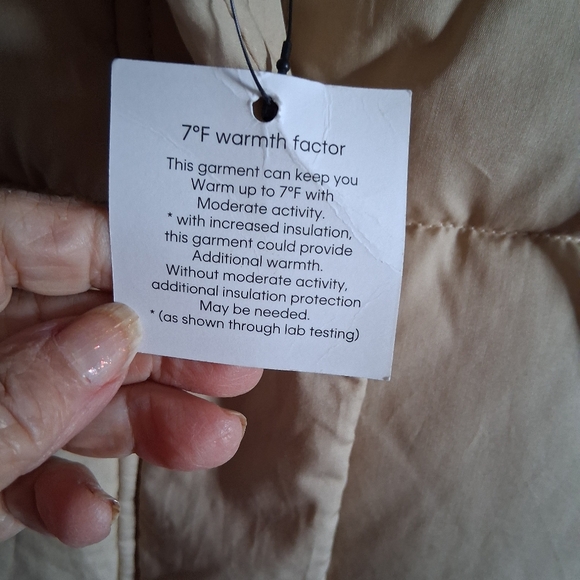 7°F warmth factor
This garment can keep you
Warm up to 7°F with
Moderate activity.
* with increased insulation,
this garment could provide
Additional warmth.
Without moderate activity,
additional insulation protection
May be needed.
* (as shown through lab testing)